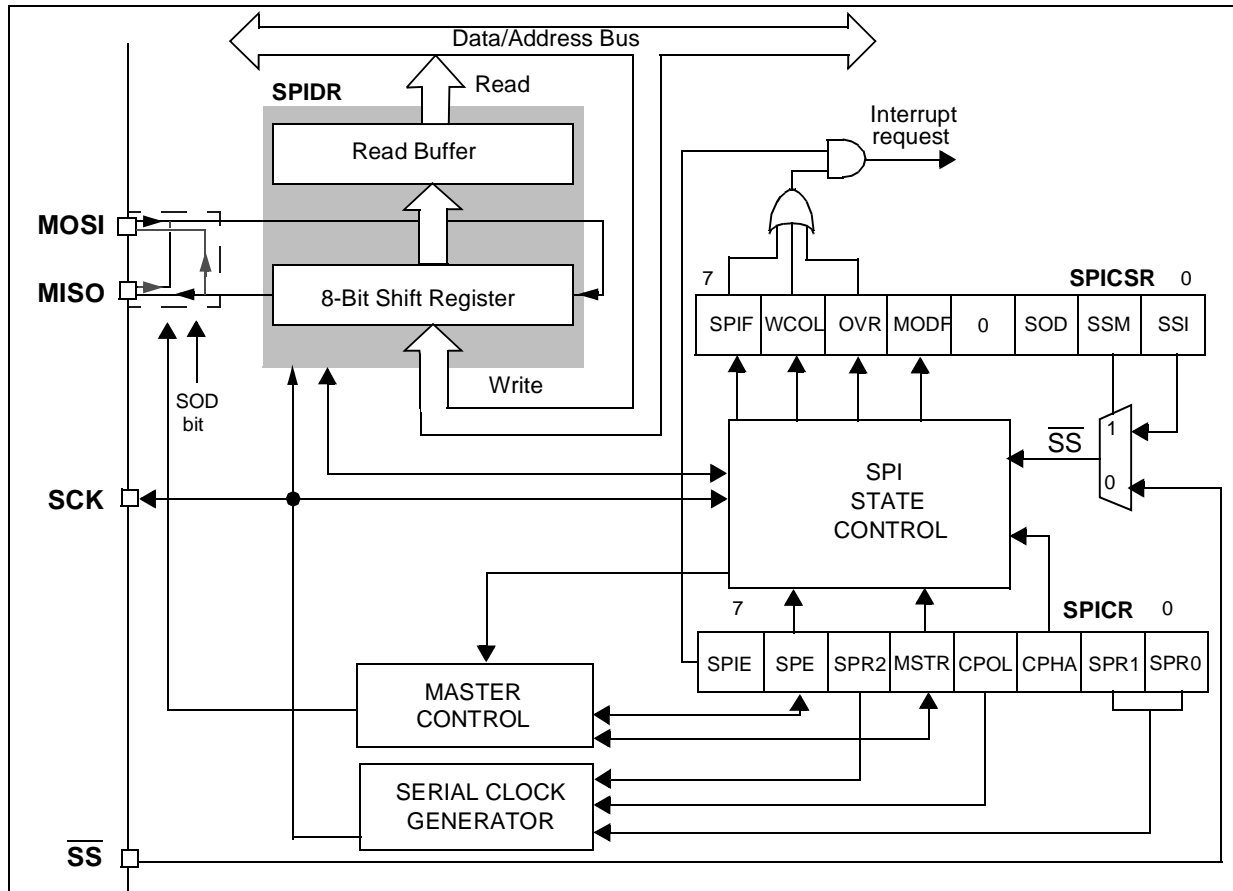 Data/Address Bus
SPIDR
Read
Read Buffer
Interrupt
request
MOSI
MISO
8-Bit Shift Register
7
SPICSR
0
SPIF WCOL OVR MODF 0 SOD SSM SSI
Write
SOD
bit
1
SS
0
SCK
SPI
STATE
CONTROL
7
SPICR
0
SPIE SPE SPR2 MSTR CPOL CPHA SPR1 SPR0
MASTER
CONTROL
SERIAL CLOCK
GENERATOR
SS